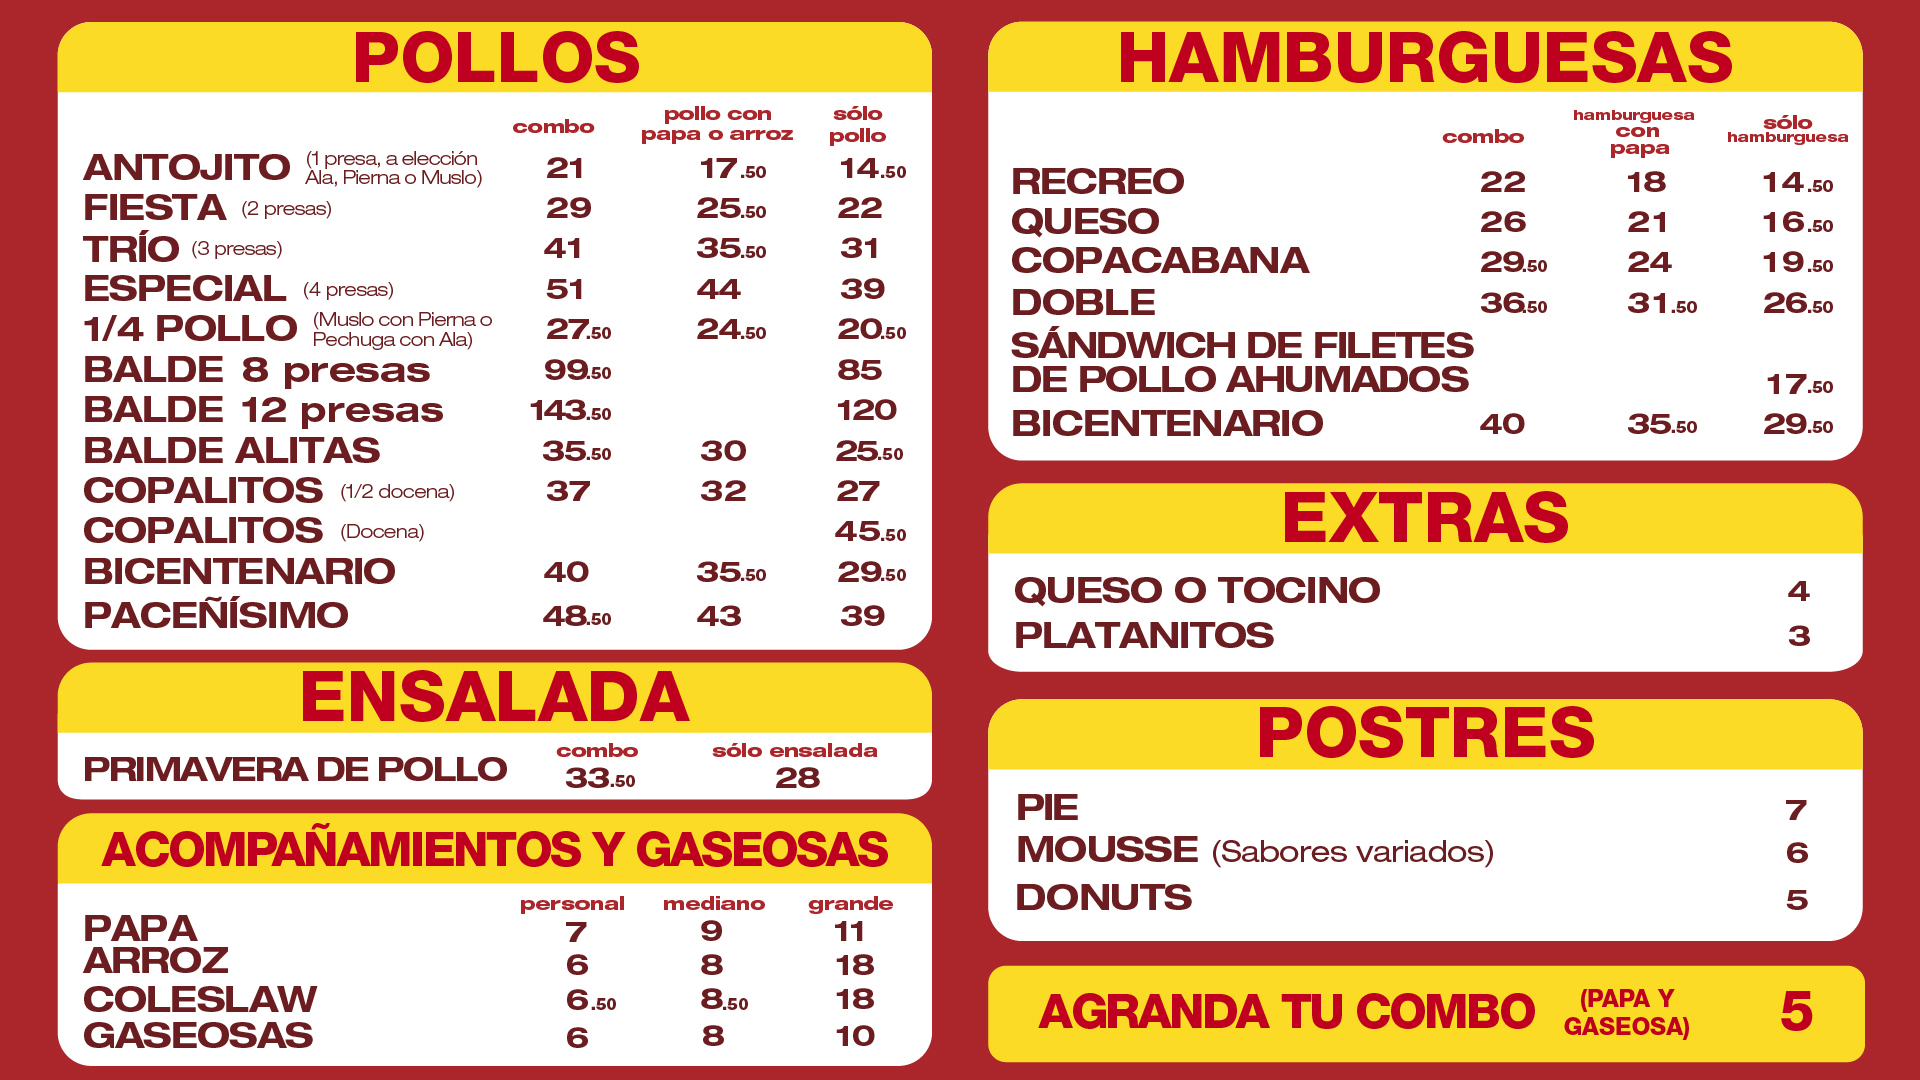 POLLOS
combo pollo con papa o arroz sólo pollo
ANTOJITO (1 presa, a elección Ala, Pierna o Muslo) 21 17.50 14.50
FIESTA (2 presas) 29 25.50 22
TRÍO (3 presas) 41 35.50 31
ESPECIAL (4 presas) 51 44 39
1/4 POLLO (Muslo con Pierna o Pechuga con Ala) 27.50 24.50 20.50
BALDE 8 presas 99.50 85
BALDE 12 presas 143.50 120
BALDE ALITAS 35.50 30 25.50
COPALITOS (1/2 docena) 37 32 27
COPALITOS (Docena) 45.50
BICENTENARIO 40 35.50 29.50
PACEÑÍSIMO 48.50 43 39
ENSALADA
combo sólo ensalada
PRIMAVERA DE POLLO 33.50 28
ACOMPAÑAMIENTOS Y GASEOSAS
personal mediano grande
PAPA 7 9 11
ARROZ 6 8 18
COLESLAW 6.50 8.50 18
GASEOSAS 6 8 10
HAMBURGUESAS
combo hamburguesa con papa sólo hamburguesa
RECREO 22 18 14.50
QUESO 26 21 16.50
COPACABANA 29.50 24 19.50
DOBLE 36.50 31.50 26.50
SÁNDWICH DE FILETES
DE POLLO AHUMADOS 17.50
BICENTENARIO 40 35.50 29.50
EXTRAS
QUESO O TOCINO 4
PLATANITOS 3
POSTRES
PIE 7
MOUSSE (Sabores variados) 6
DONUTS 5
AGRANDA TU COMBO (PAPA Y GASEOSA) 5